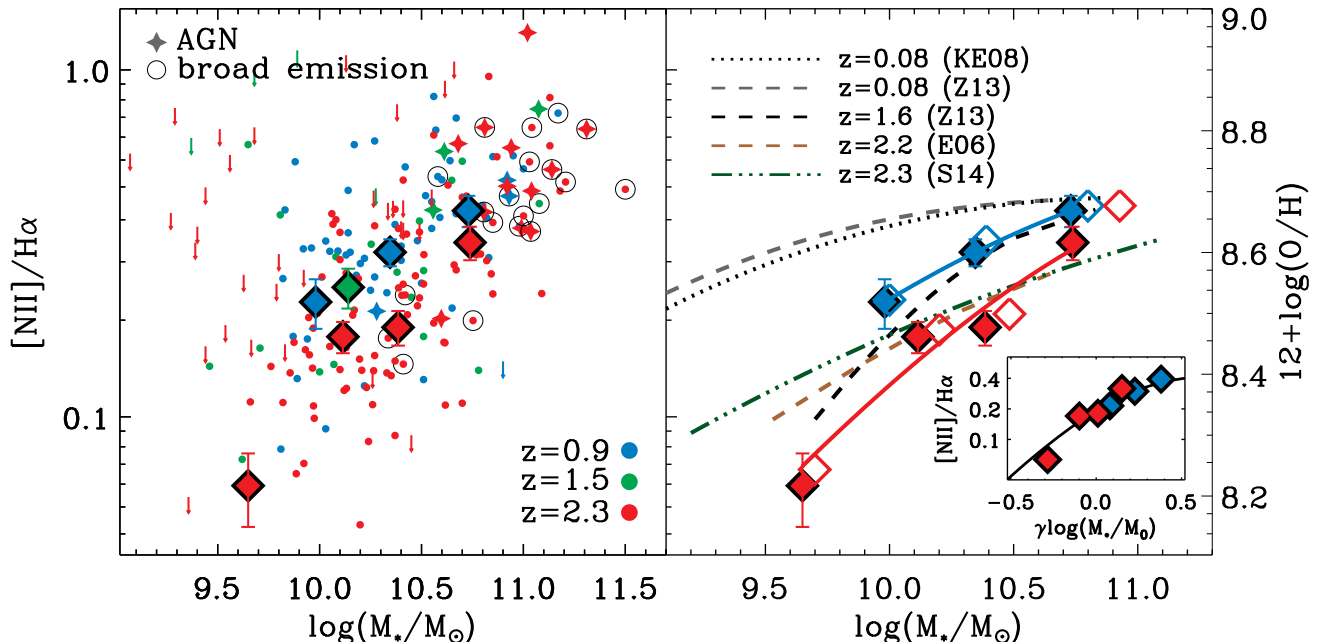 AGN
broad emission
1.0
0.1
[NII]/Hα
z=0.9
z=1.5
z=2.3
9.5 10.0 10.5 11.0 11.5
log(M*/M⊙)
z=0.08 (KE08)
z=0.08 (Z13)
z=1.6 (Z13)
z=2.2 (E06)
z=2.3 (S14)
9.0
8.8
8.6
8.4
8.2
12+log(O/H)
[NII]/Hα
0.4
0.2
0.1
−0.5 0.0 0.5
γlog(M*/M0)
9.5 10.0 10.5 11.0
log(M*/M⊙)